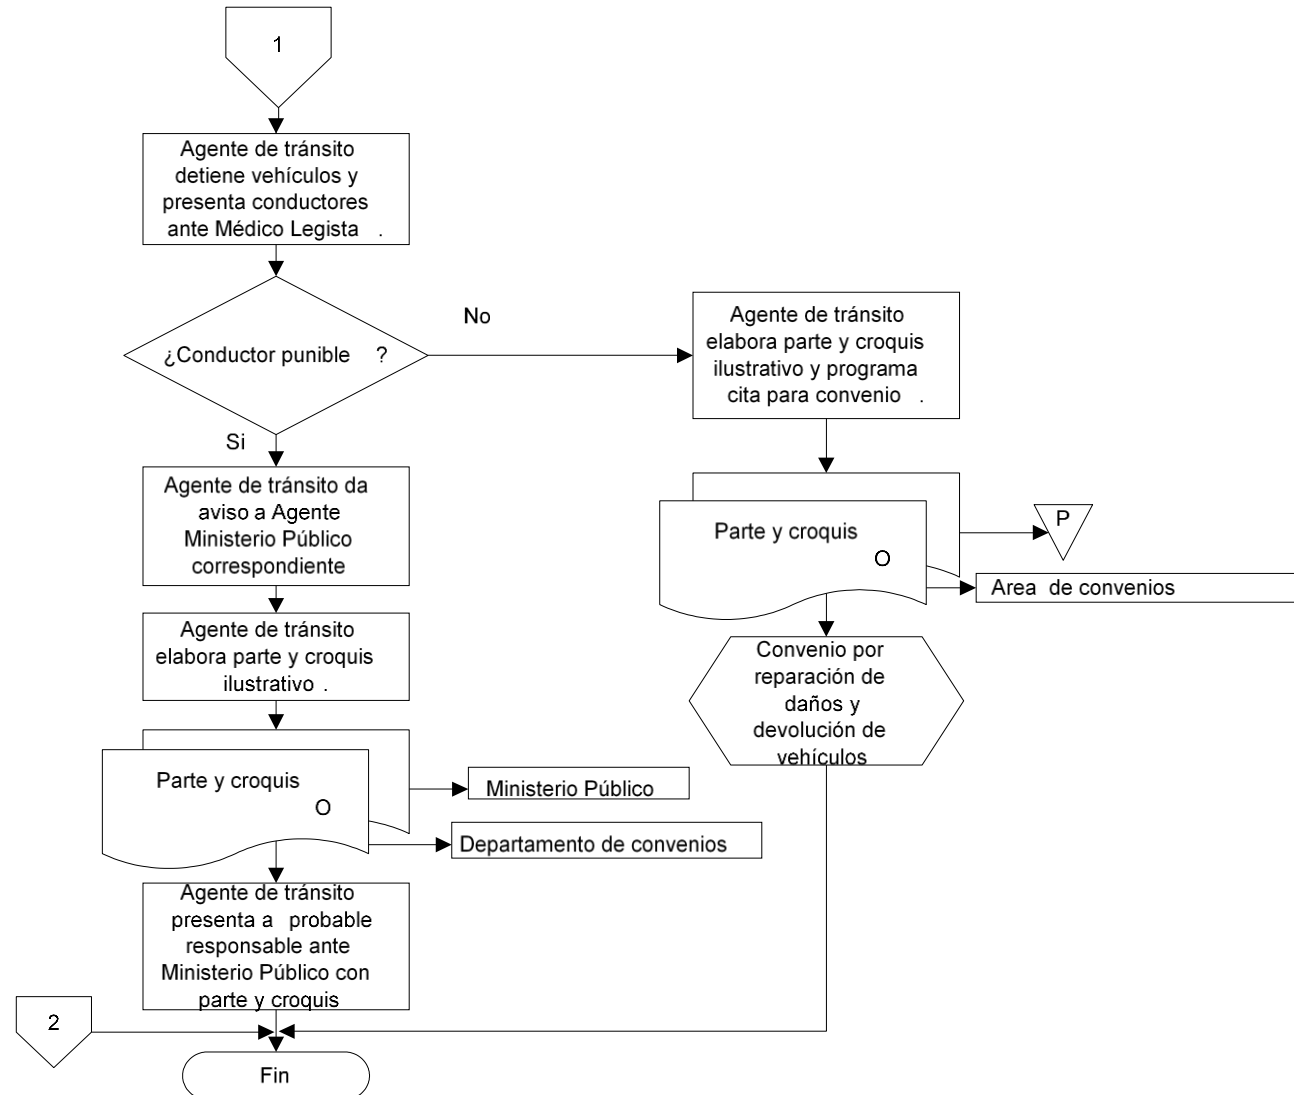 1
Agente de tránsito
detiene vehículos y
presenta conductores
ante Médico Legista .
¿Conductor punible ?
No
Si
Agente de tránsito
elabora parte y croquis
ilustrativo y programa
cita para convenio .
Agente de tránsito da
aviso a Agente
Ministerio Público
correspondiente
Parte y croquis
O
P
Area de convenios
Agente de tránsito
elabora parte y croquis
ilustrativo .
Convenio por
reparación de
daños y
devolución de
vehículos
Parte y croquis
O
Ministerio Público
Departamento de convenios
Agente de tránsito
presenta a probable
responsable ante
Ministerio Público con
parte y croquis
2
Fin